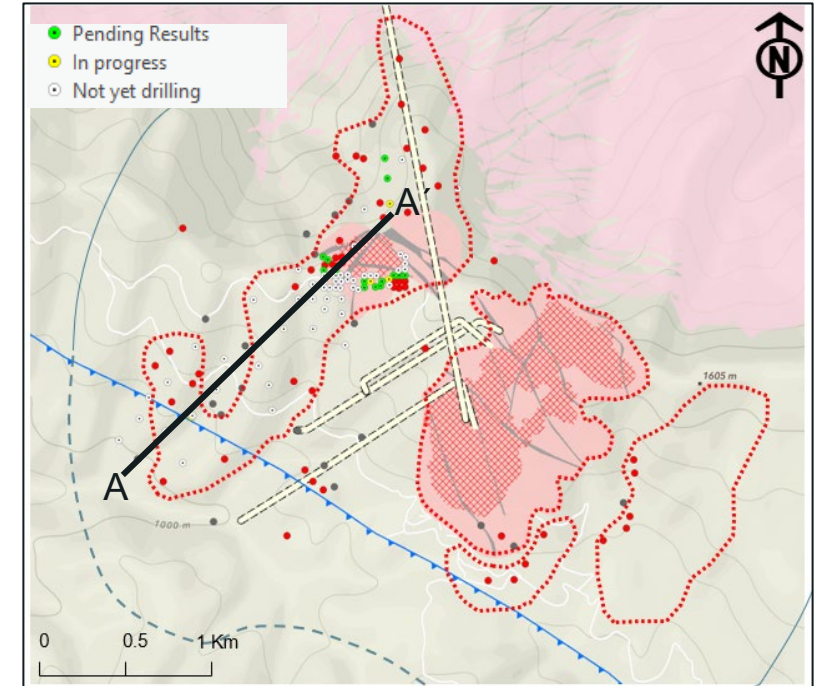 Pending Results
In progress
Not yet drilling
N
A´
1605 m
A
1000 m
0 0.5 1 Km